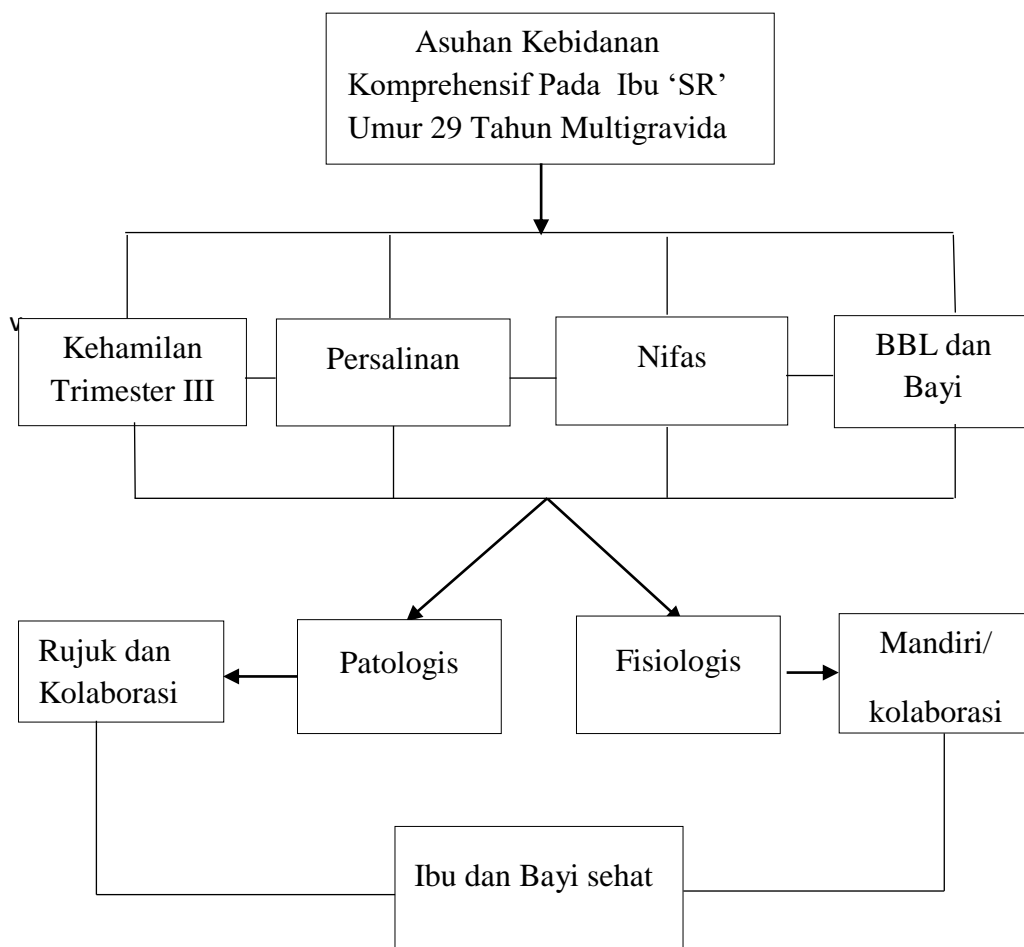 Asuhan Kebidanan
Komprehensif Pada Ibu ‘SR’
Umur 29 Tahun Multigravida
v
Kehamilan
Trimester III
Persalinan
Nifas
BBL dan
Bayi
Rujuk dan
Kolaborasi
Patologis
Fisiologis
Mandiri/
kolaborasi
Ibu dan Bayi sehat